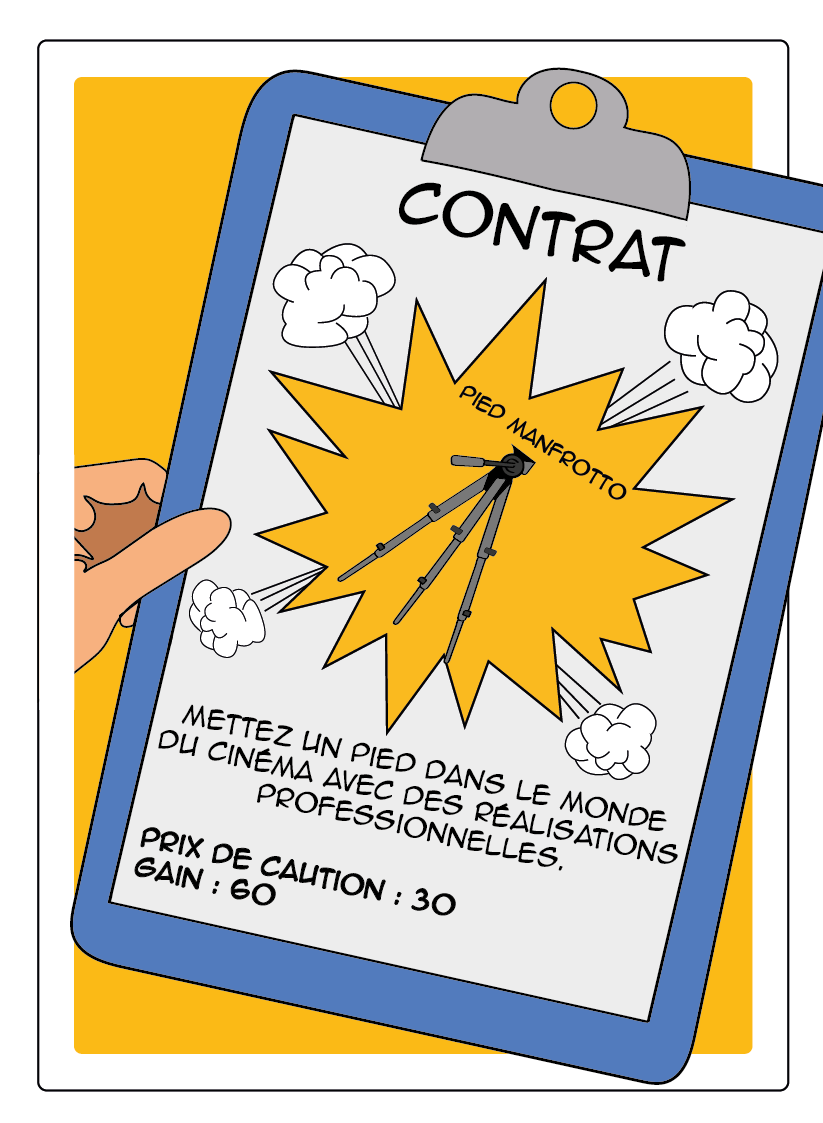 CONTRAT
PIED MANFROTTO
METTEZ UN PIED DANS LE MONDE
DU CINÉMA AVEC DES RÉALISATIONS
PROFESSIONNELLES.
PRIX DE CAUTION : 30
GAIN : 60